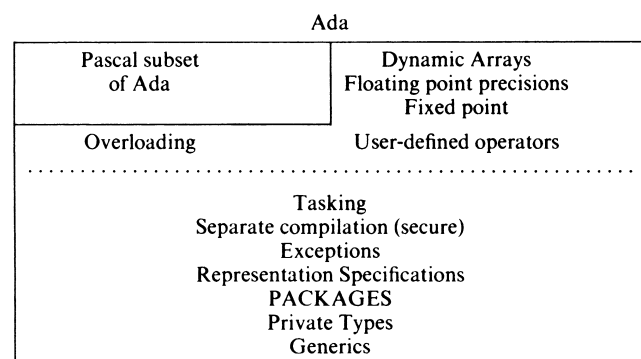 Ada
Pascal subset
of Ada
Dynamic Arrays
Floating point precisions
Fixed point
Overloading
User-defined operators
Tasking
Separate compilation (secure)
Exceptions
Representation Specifications
PACKAGES
Private Types
Generics